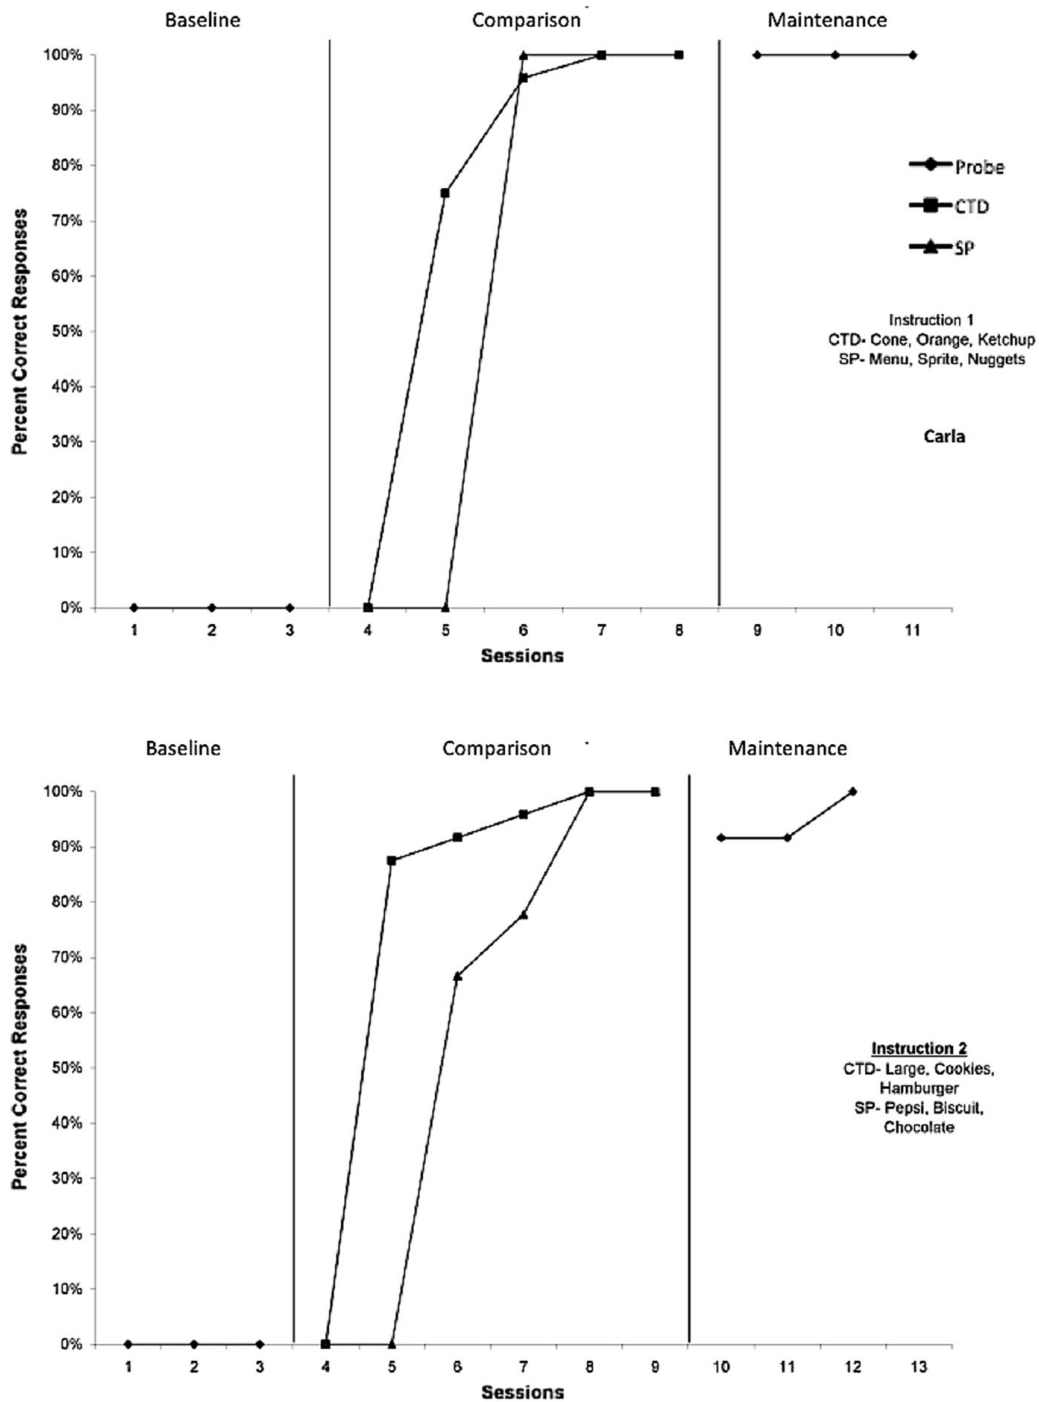 Baseline Comparison Maintenance
100%
90%
80%
70%
60%
50%
40%
30%
20%
10%
0%
Percent Correct Responses
Probe
CTD
SP
Instruction 1
CTD- Cone, Orange, Ketchup
SP- Menu, Sprite, Nuggets
Carla
1 2 3 4 5 6 7 8 9 10 11
Sessions
Baseline Comparison Maintenance
100%
90%
80%
70%
60%
50%
40%
30%
20%
10%
0%
Percent Correct Responses
Instruction 2
CTD- Large, Cookies,
Hamburger
SP- Pepsi, Biscuit,
Chocolate
1 2 3 4 5 6 7 8 9 10 11 12 13
Sessions